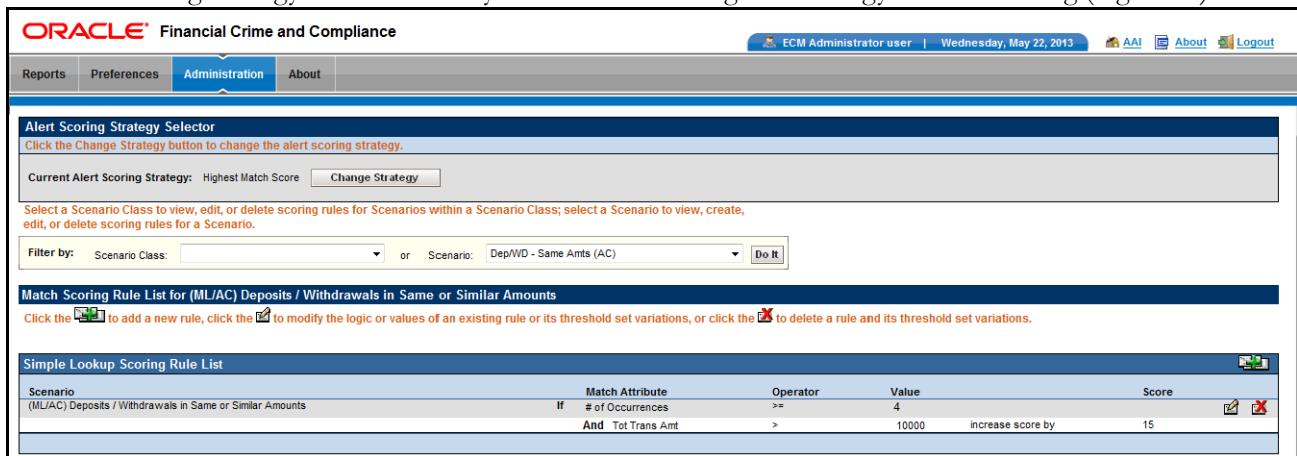 ORACLE® Financial Crime and Compliance
ECM Administrator user | Wednesday, May 22, 2013 AAI About Logout
Reports Preferences Administration About
Alert Scoring Strategy Selector
Click the Change Strategy button to change the alert scoring strategy.
Current Alert Scoring Strategy: Highest Match Score Change Strategy
Select a Scenario Class to view, edit, or delete scoring rules for Scenarios within a Scenario Class; select a Scenario to view, create,
edit, or delete scoring rules for a Scenario.
Filter by: Scenario Class: or Scenario: Dep/WD - Same Amts (AC) Do It
Match Scoring Rule List for (ML/AC) Deposits / Withdrawals in Same or Similar Amounts
Click the to add a new rule, click the to modify the logic or values of an existing rule or its threshold set variations, or click the to delete a rule and its threshold set variations.
Simple Lookup Scoring Rule List
Scenario Match Attribute Operator Value Score
(ML/AC) Deposits / Withdrawals in Same or Similar Amounts If # of Occurrences >= 4
And Tot Trans Amt > 10000 increase score by 15